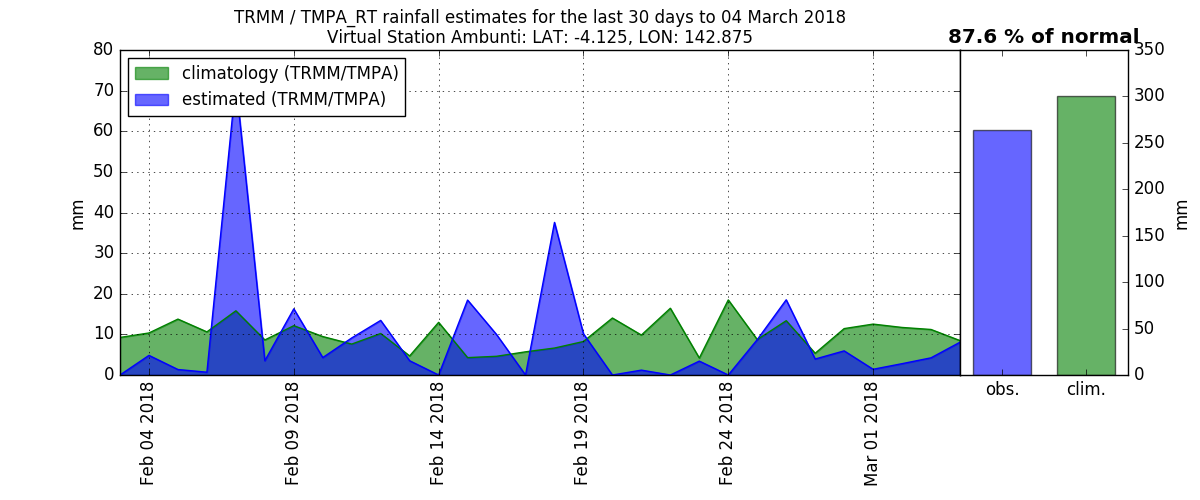 TRMM / TMPA_RT rainfall estimates for the last 30 days to 04 March 2018
Virtual Station Ambunti: LAT: -4.125, LON: 142.875
87.6 % of normal
climatology (TRMM/TMPA)
estimated (TRMM/TMPA)
80
70
60
50
40
30
20
10
0
mm
Feb 04 2018
Feb 09 2018
Feb 14 2018
Feb 19 2018
Feb 24 2018
Mar 01 2018
obs.
clim.
350
300
250
200
150
100
50
0
mm